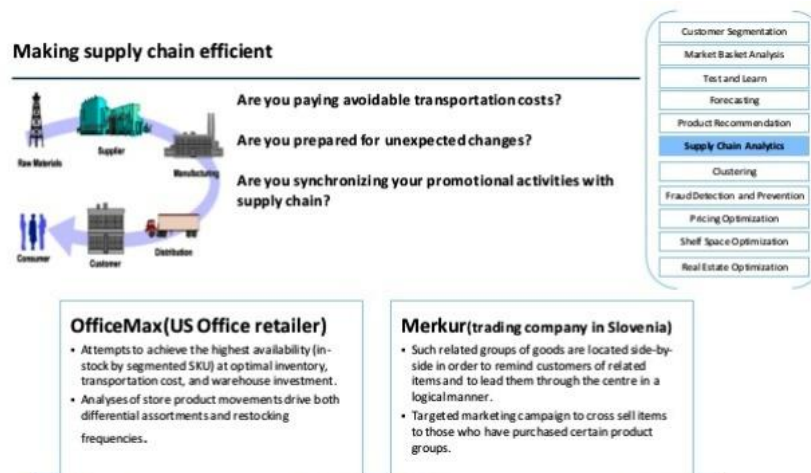 Making supply chain efficient
Are you paying avoidable transportation costs?
Are you prepared for unexpected changes?
Are you synchronizing your promotional activities with
supply chain?
Raw Materials
Supplier
Manufacturing
Distribution
Customer
Consumer
Customer Segmentation
Market Basket Analysis
Test and Learn
Forecasting
Product Recommendation
Supply Chain Analytics
Clustering
Fraud Detection and Prevention
Pricing Optimization
Shelf Space Optimization
Real Estate Optimization
OfficeMax(US Office retailer)
• Attempts to achieve the highest availability (in-
stock by segmented SKU) at optimal inventory,
transportation cost, and warehouse investment.
• Analyses of store product movements drive both
differential assortments and restocking
frequencies.
Merkur(trading company in Slovenia)
• Such related groups of goods are located side-by-
side in order to remind customers of related
items and to lead them through the centre in a
logical manner.
• Targeted marketing campaign to cross sell items
to those who have purchased certain product
groups.